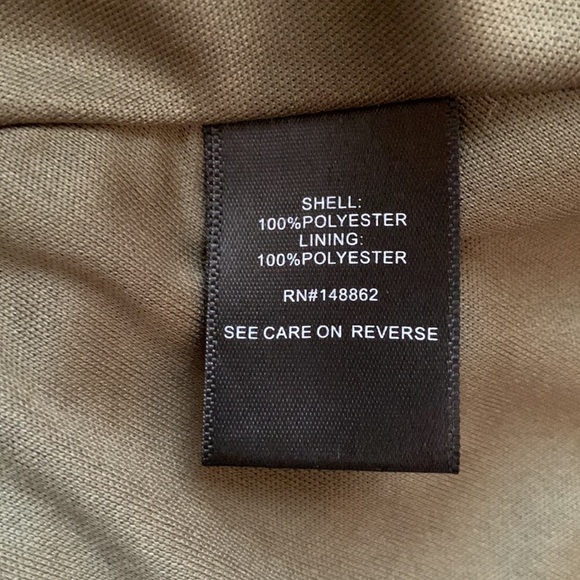 SHELL:
100%POLYESTER
LINING:
100%POLYESTER
RN#148862
SEE CARE ON REVERSE